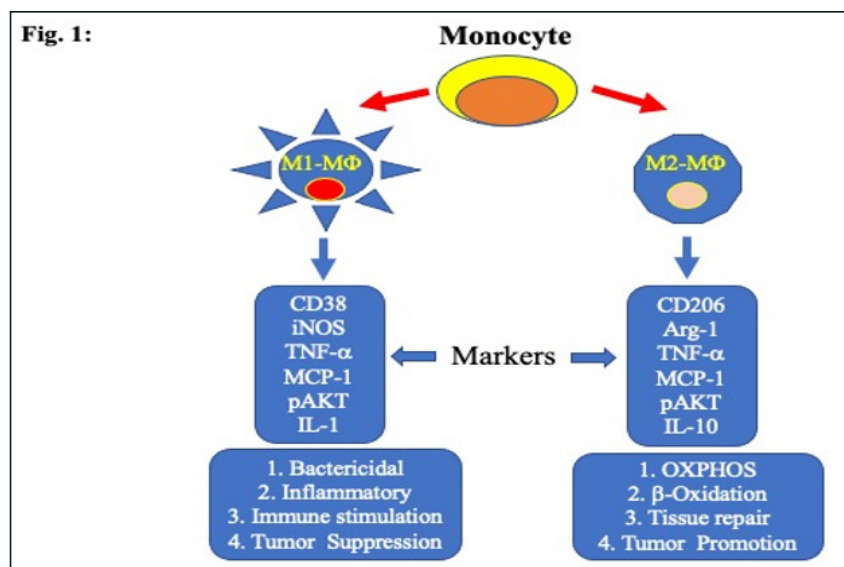 Fig. 1:
Monocyte
M1-MΦ
M2-MΦ
CD38
iNOS
TNF-α
MCP-1
pAKT
IL-1
Markers
CD206
Arg-1
TNF-α
MCP-1
pAKT
IL-10
1. Bactericidal
2. Inflammatory
3. Immune stimulation
4. Tumor Suppression
1. OXPHOS
2. β-Oxidation
3. Tissue repair
4. Tumor Promotion